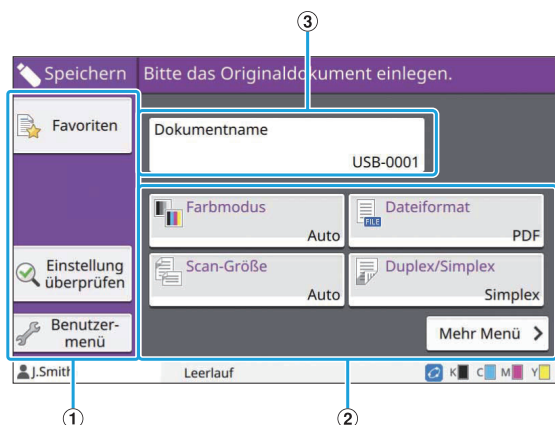 ③
Speichern
Bitte das Originaldokument einlegen.
Favoriten
Dokumentname
USB-0001
Farbmodus
Auto
Dateiformat
FILE
PDF
Einstellung
überprüfen
Scan-Größe
Auto
Duplex/Simplex
Simplex
Benutzer-
menü
Mehr Menü
J.Smith
Leerlauf
K C M Y
①
②